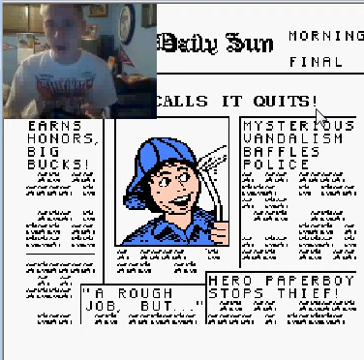 Daily Sun
MORNING
FINAL
CALLS IT QUITS!
EARNS
HONORS,
BIG
BUCKS!
MYSTERIOUS
VANDALISM
BAFFLES
POLICE
HERO PAPERBOY
STOPS THIEF!
"A ROUGH
JOB, BUT..."